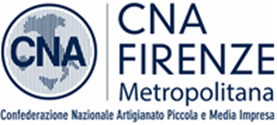 CNA
CNA
FIRENZE
Metropolitana
Confederazione Nazionale Artigianato Piccola e Media Impresa